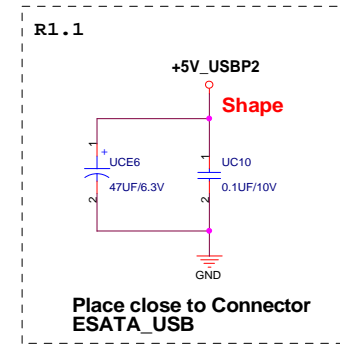 R1.1
+5V_USBP2
Shape
1
+
UCE6
47UF/6.3V
2
1
UC10
0.1UF/10V
2
GND
Place close to Connector
ESATA_USB